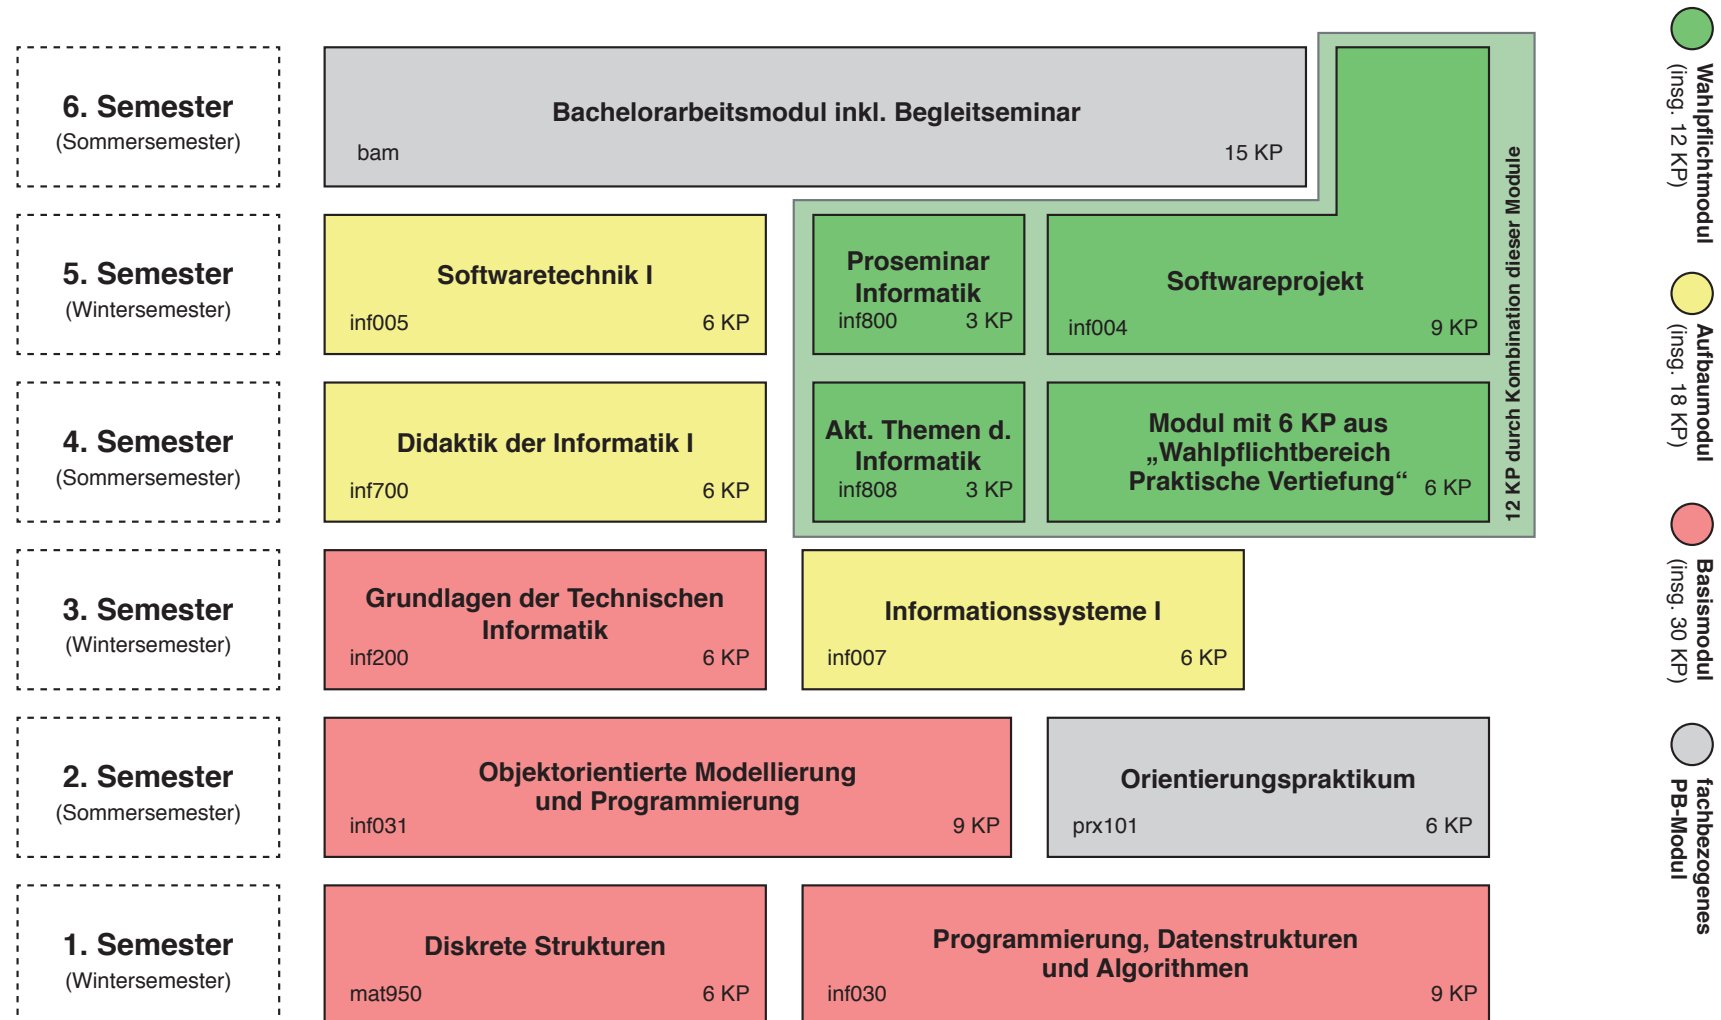 6. Semester
(Sommersemester)
Bachelorarbeitsmodul inkl. Begleitseminar
bam
15 KP
5. Semester
(Wintersemester)
Softwaretechnik I
inf005
6 KP
Proseminar
Informatik
inf800
3 KP
Softwareprojekt
inf004
9 KP
4. Semester
(Sommersemester)
Didaktik der Informatik I
inf700
6 KP
Akt. Themen d.
Informatik
inf808
3 KP
Modul mit 6 KP aus
„Wahlpflichtbereich
Praktische Vertiefung“
6 KP
12 KP durch Kombination dieser Module
3. Semester
(Wintersemester)
Grundlagen der Technischen
Informatik
inf200
6 KP
Informationssysteme I
inf007
6 KP
2. Semester
(Sommersemester)
Objektorientierte Modellierung
und Programmierung
inf031
9 KP
Orientierungspraktikum
prx101
6 KP
1. Semester
(Wintersemester)
Diskrete Strukturen
mat950
6 KP
Programmierung, Datenstrukturen
und Algorithmen
inf030
9 KP
Wahlpflichtmodul
(insg. 12 KP)
Aufbaumodul
(insg. 18 KP)
Basismodul
(insg. 30 KP)
fachbezogenes
PB-Modul